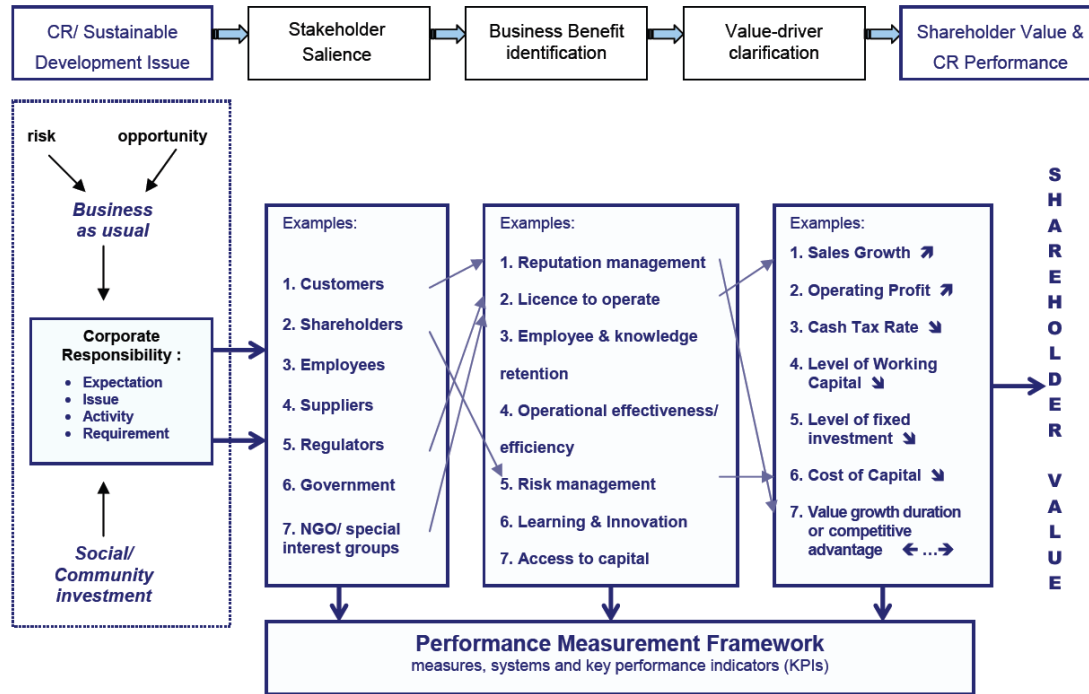 CR/ Sustainable
Development Issue
Stakeholder
Salience
Business Benefit
identification
Value-driver
clarification
Shareholder Value &
CR Performance
risk
opportunity
Business
as usual
Corporate
Responsibility :
• Expectation
• Issue
• Activity
• Requirement
Social/
Community
investment
Examples:
1. Customers
2. Shareholders
3. Employees
4. Suppliers
5. Regulators
6. Government
7. NGO/ special
interest groups
Examples:
1. Reputation management
2. Licence to operate
3. Employee & knowledge
retention
4. Operational effectiveness/
efficiency
5. Risk management
6. Learning & Innovation
7. Access to capital
Examples:
1. Sales Growth ↗
2. Operating Profit ↗
3. Cash Tax Rate ↘
4. Level of Working
Capital ↘
5. Level of fixed
investment ↘
6. Cost of Capital ↘
7. Value growth duration
or competitive
advantage ← ...→
SHAREHOLDER VALUE
Performance Measurement Framework
measures, systems and key performance indicators (KPIs)